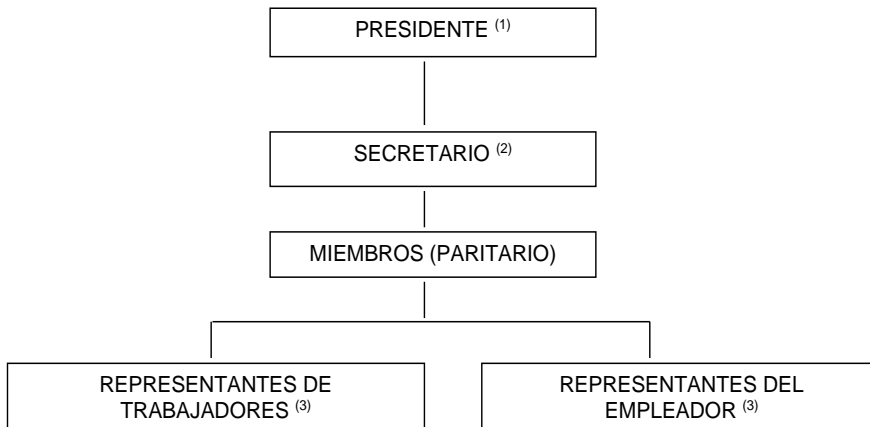 PRESIDENTE (1)
SECRETARIO (2)
MIEMBROS (PARITARIO)
REPRESENTANTES DE
TRABAJADORES (3)
REPRESENTANTES DEL
EMPLEADOR (3)